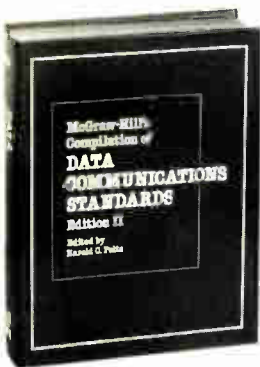 McGraw-Hill's
Compilation of
DATA
COMMUNICATIONS
STANDARDS
Edition II
Edited by
Harold C. Folts